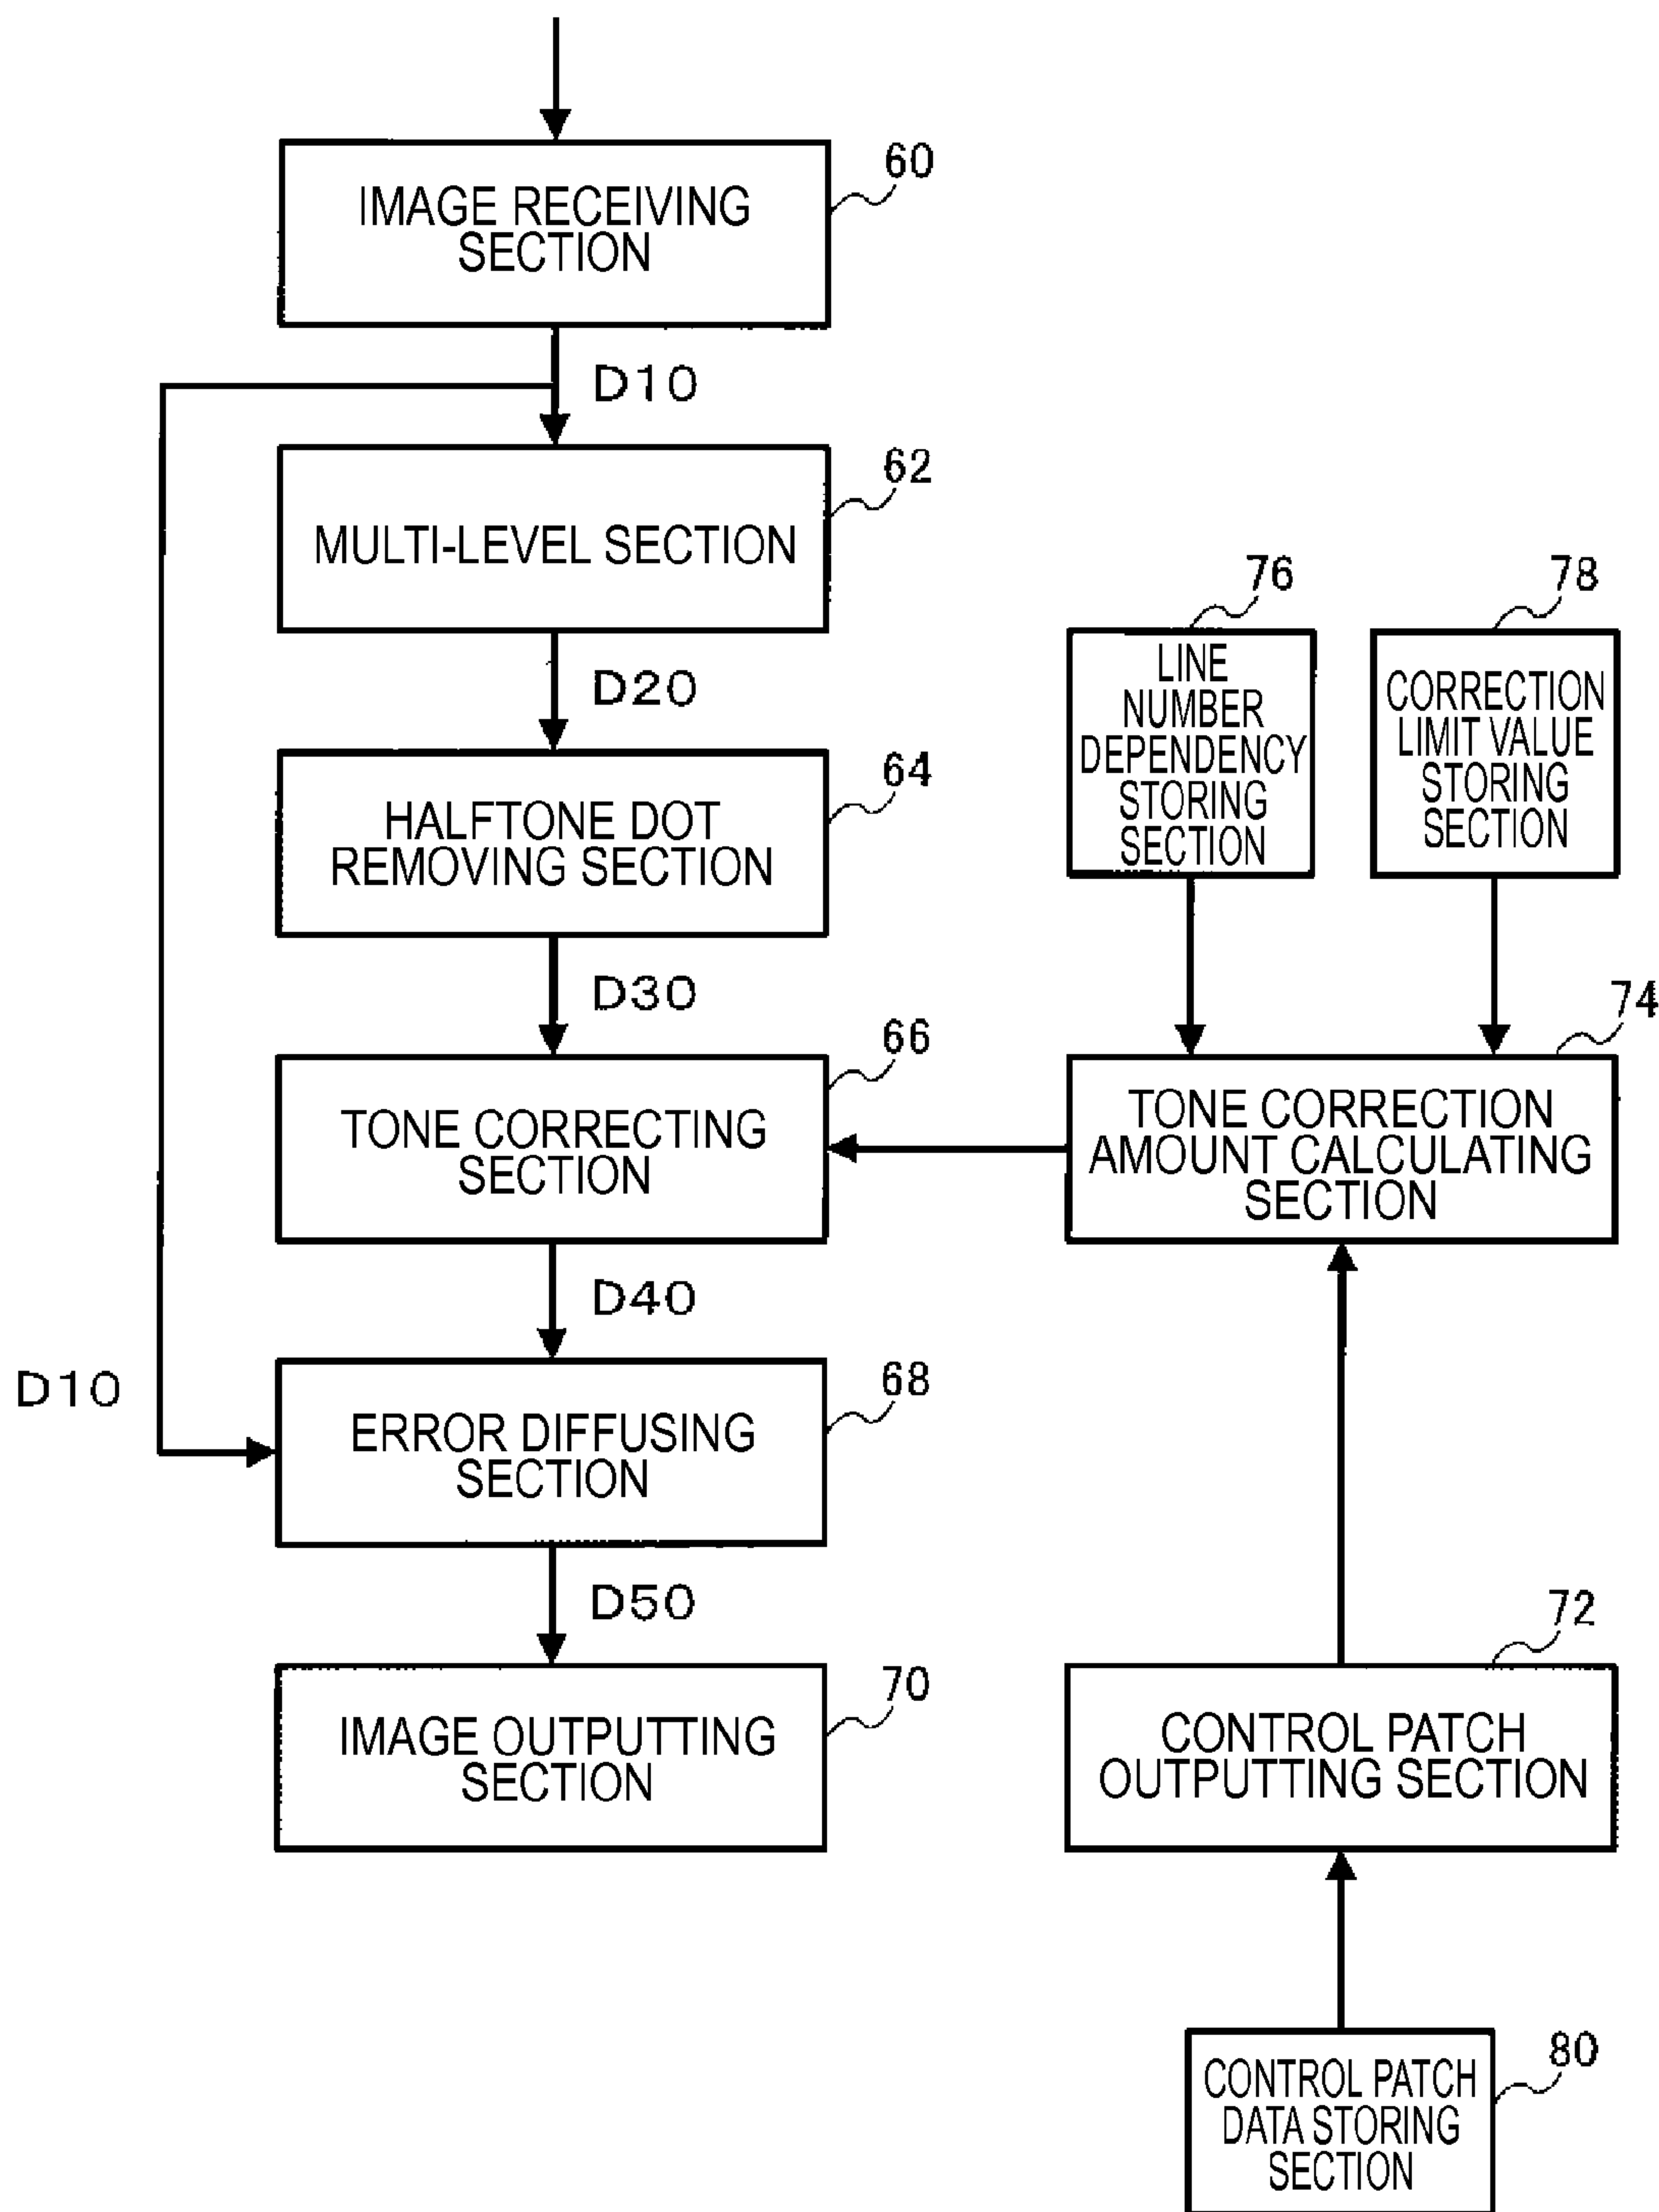 60
IMAGE RECEIVING
SECTION
D10
62
MULTI-LEVEL SECTION
D20
64
HALFTONE DOT
REMOVING SECTION
D30
66
TONE CORRECTING
SECTION
D40
D10
68
ERROR DIFFUSING
SECTION
D50
70
IMAGE OUTPUTTING
SECTION
76
LINE
NUMBER
DEPENDENCY
STORING
SECTION
78
CORRECTION
LIMIT VALUE
STORING
SECTION
74
TONE CORRECTION
AMOUNT CALCULATING
SECTION
72
CONTROL PATCH
OUTPUTTING SECTION
80
CONTROL PATCH
DATA STORING
SECTION